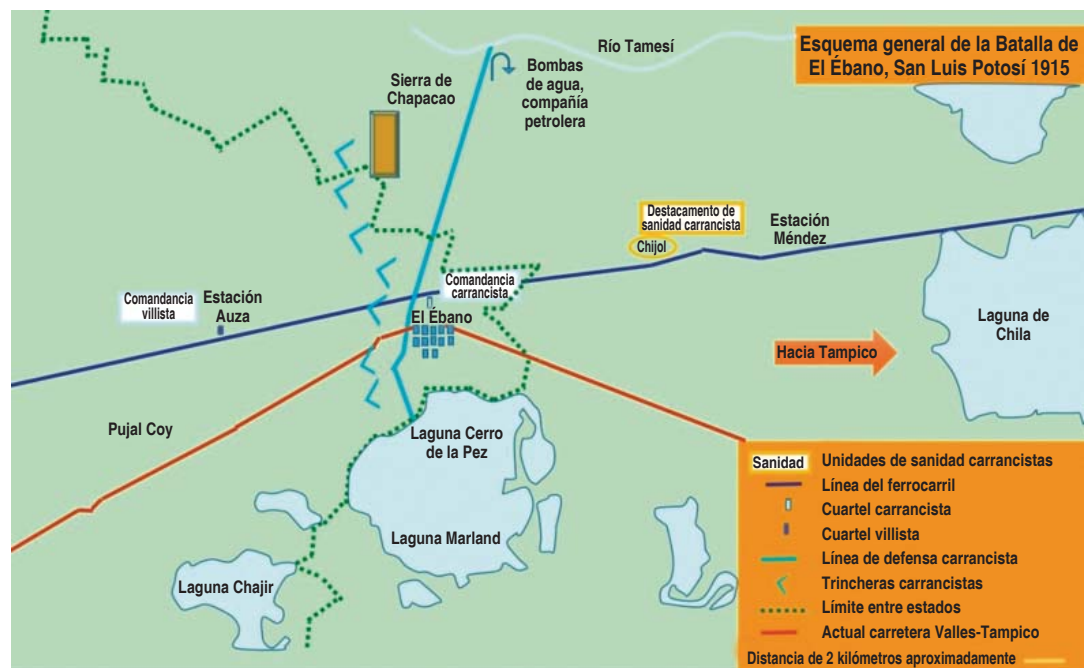 Esquema general de la Batalla de
El Ébano, San Luis Potosí 1915
Río Tamesí
Bombas
de agua,
compañía
petrolera
Sierra de
Chapacao
Destacamento de
sanidad carrancista
Chijol
Estación
Méndez
Comandancia
carrancista
Comandancia
villista
Estación
Auza
El Ébano
Laguna de
Chila
Hacia Tampico
Pujal Coy
Laguna Cerro
de la Pez
Laguna Marland
Laguna Chajir
Sanidad Unidades de sanidad carrancistas
Línea del ferrocarril
Cuartel carrancista
Cuartel villista
Línea de defensa carrancista
Trincheras carrancistas
Límite entre estados
Actual carretera Valles-Tampico
Distancia de 2 kilómetros aproximadamente